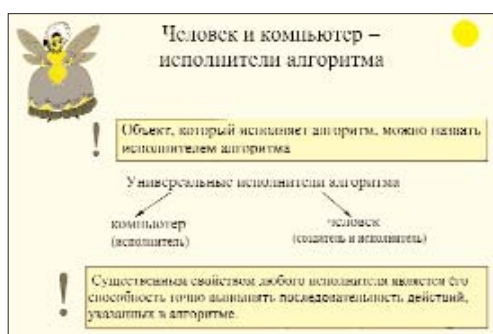 Человек и компьютер –
исполнители алгоритма
! Объект, который исполняет алгоритм, можно назвать
исполнителем алгоритма
Универсальные исполнители алгоритма
компьютер
(исполнитель)
человек
(создатель и исполнитель)
! Существенным свойством любого исполнителя является его
способность точно выполнять последовательность действий,
указанных в алгоритме.